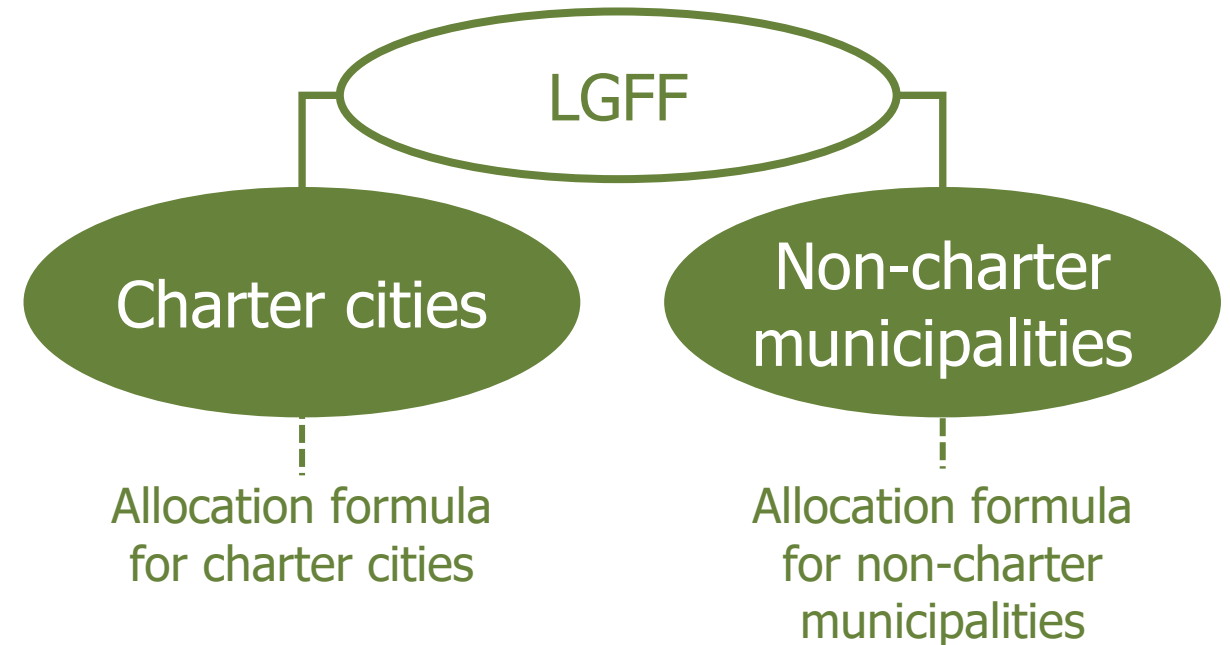 LGFF
Charter cities
Non-charter
municipalities
Allocation formula
for charter cities
Allocation formula
for non-charter
municipalities